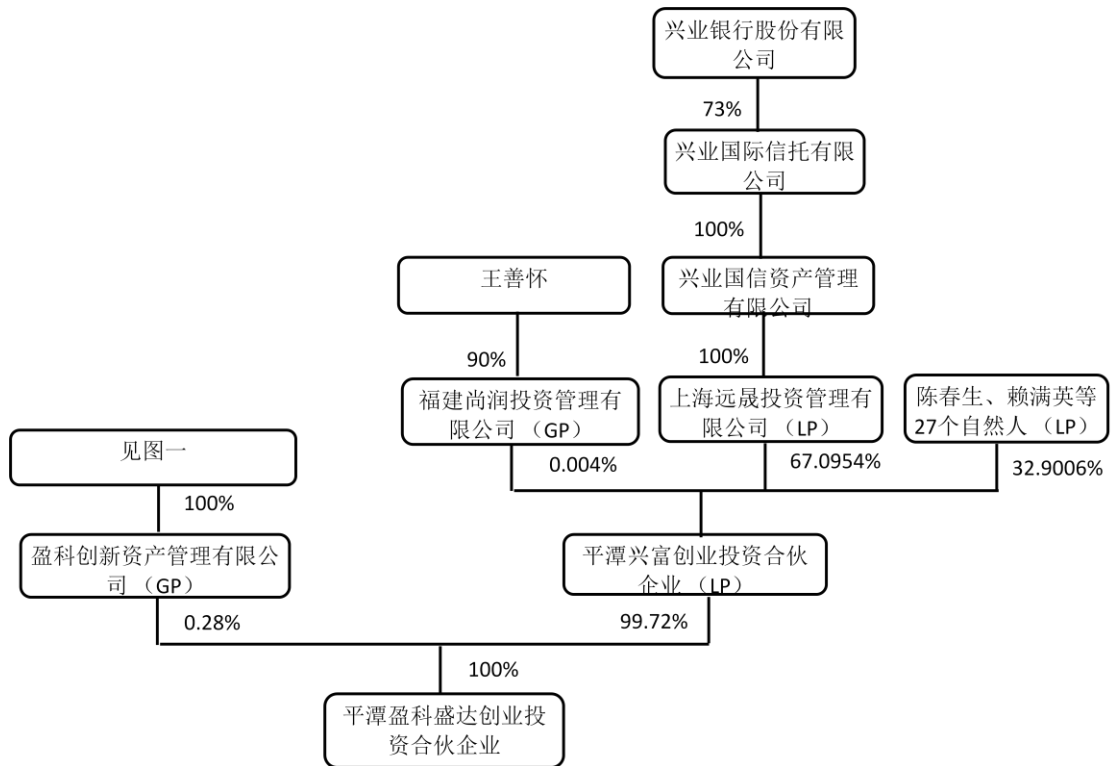 兴业银行股份有限
公司
73%
兴业国际信托有限
公司
100%
王善怀
兴业国信资产管理
有限公司
90%
100%
福建尚润投资管理有
限公司 （GP）
上海远晟投资管理有
限公司 （LP）
陈春生、赖满英等
27个自然人 （LP）
见图一
0.004%
67.0954%
32.9006%
100%
盈科创新资产管理有限公
司 （GP）
平潭兴富创业投资合伙
企业 （LP）
0.28%
99.72%
100%
平潭盈科盛达创业投
资合伙企业